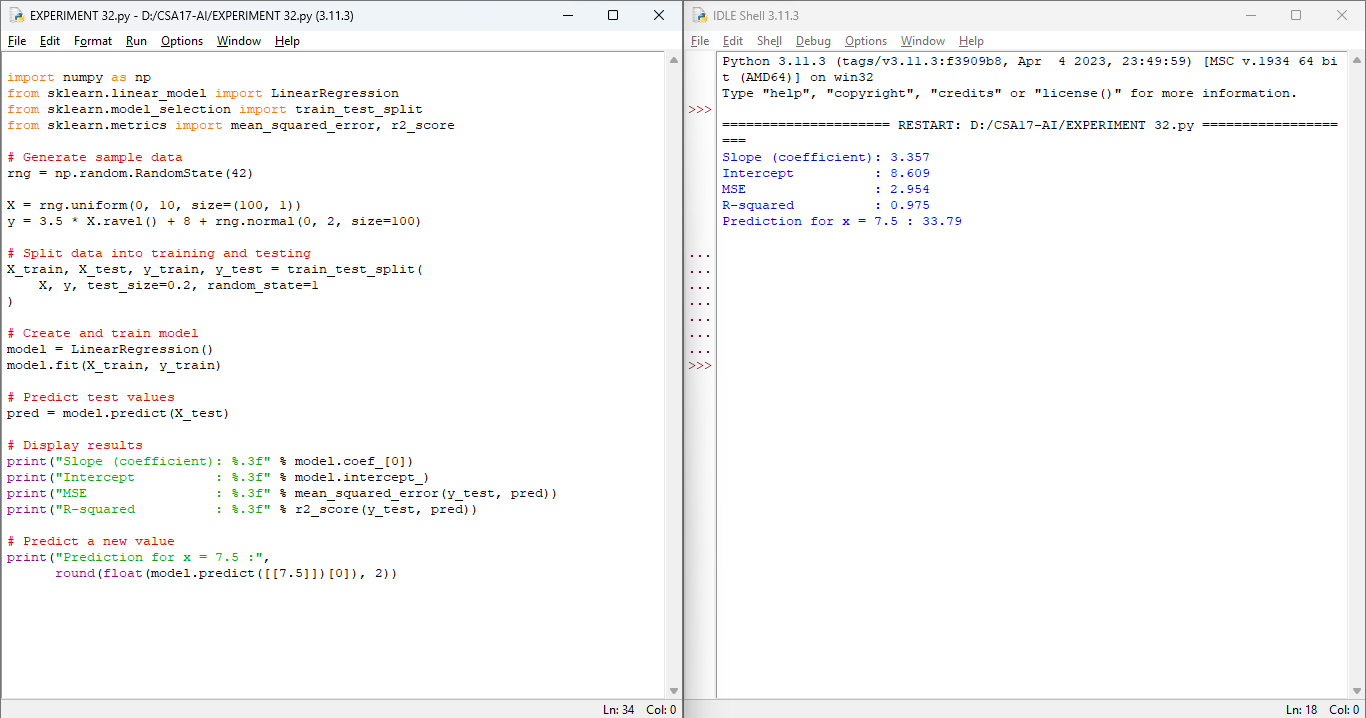 EXPERIMENT 32.py - D:/CSA17-AI/EXPERIMENT 32.py (3.11.3)
File Edit Format Run Options Window Help
import numpy as np
from sklearn.linear_model import LinearRegression
from sklearn.model_selection import train_test_split
from sklearn.metrics import mean_squared_error, r2_score

# Generate sample data
rng = np.random.RandomState(42)

X = rng.uniform(0, 10, size=(100, 1))
y = 3.5 * X.ravel() + 8 + rng.normal(0, 2, size=100)

# Split data into training and testing
X_train, X_test, y_train, y_test = train_test_split(
    X, y, test_size=0.2, random_state=1
)

# Create and train model
model = LinearRegression()
model.fit(X_train, y_train)

# Predict test values
pred = model.predict(X_test)

# Display results
print("Slope (coefficient): %.3f" % model.coef_[0])
print("Intercept          : %.3f" % model.intercept_)
print("MSE                : %.3f" % mean_squared_error(y_test, pred))
print("R-squared          : %.3f" % r2_score(y_test, pred))

# Predict a new value
print("Prediction for x = 7.5 :",
      round(float(model.predict([[7.5]])[0]), 2))
Ln: 34 Col: 0
IDLE Shell 3.11.3
File Edit Shell Debug Options Window Help
Python 3.11.3 (tags/v3.11.3:f3909b8, Apr  4 2023, 23:49:59) [MSC v.1934 64 bi
t (AMD64)] on win32
Type "help", "copyright", "credits" or "license()" for more information.
>>>
===================== RESTART: D:/CSA17-AI/EXPERIMENT 32.py =================
===
Slope (coefficient): 3.357
Intercept          : 8.609
MSE                : 2.954
R-squared          : 0.975
Prediction for x = 7.5 : 33.79
...
...
...
...
...
...
...
>>>
Ln: 18 Col: 0